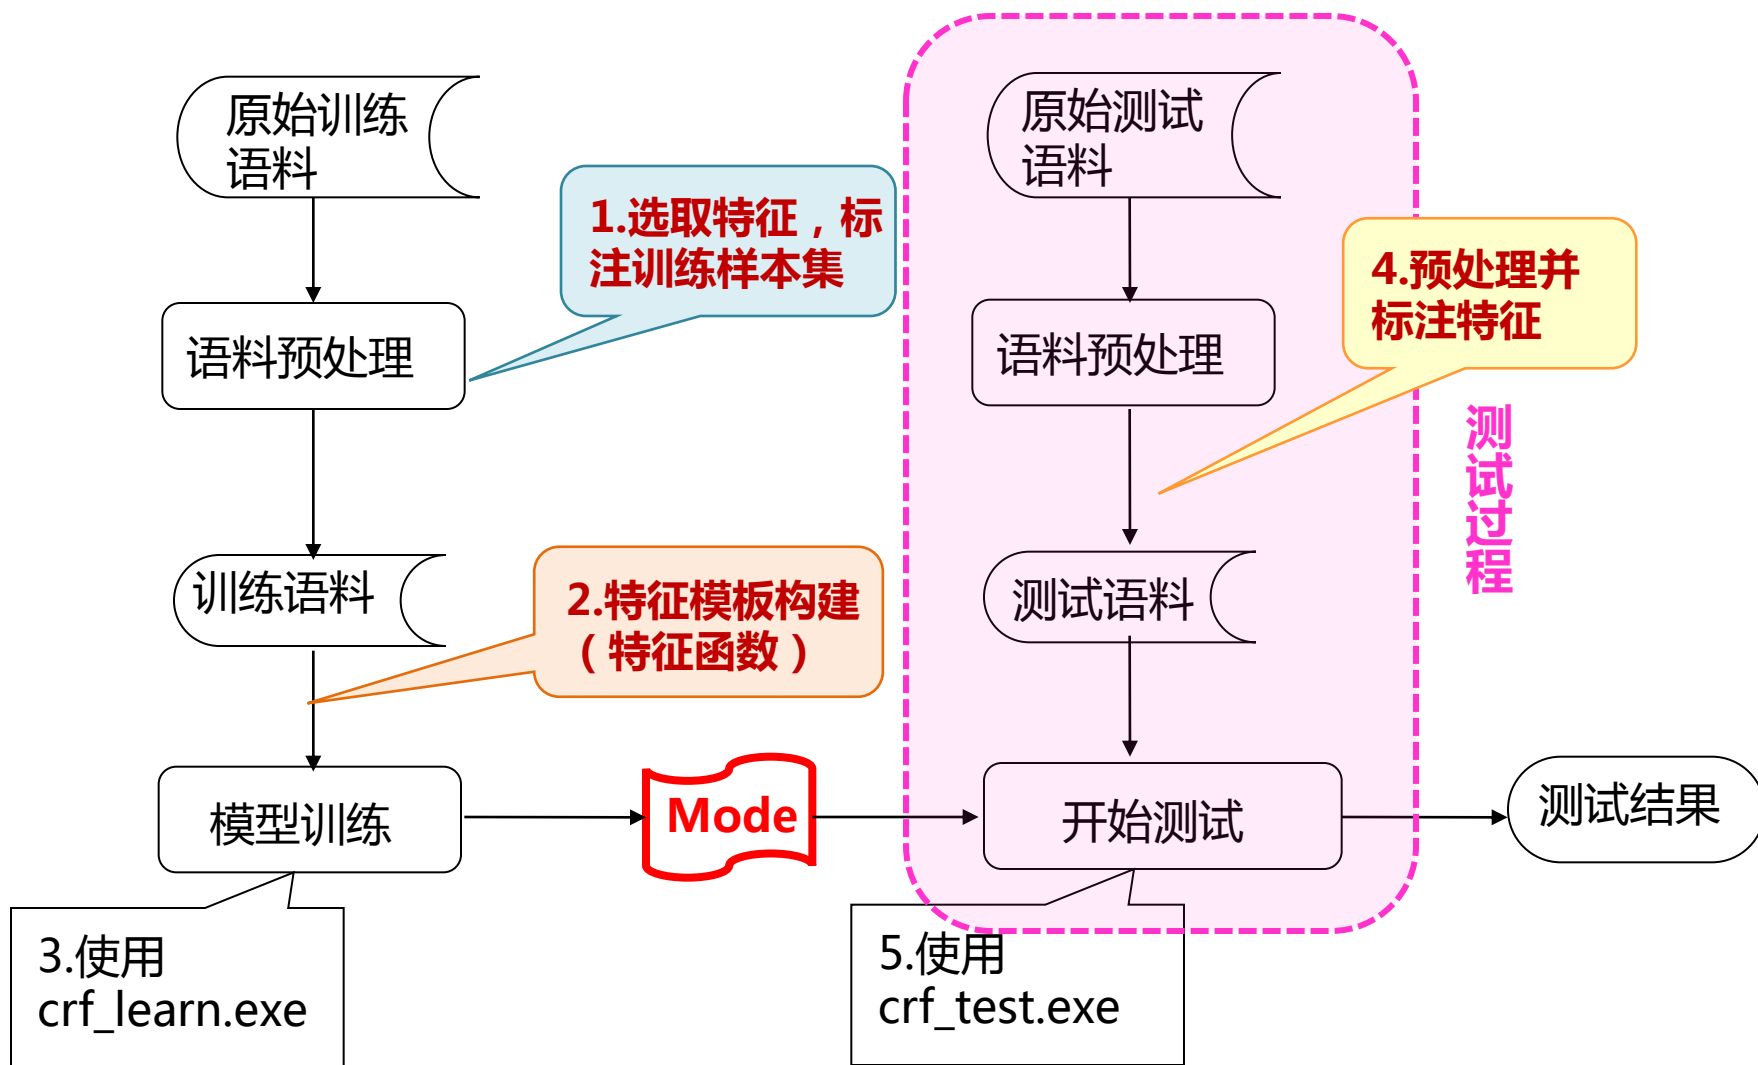 原始训练
语料
1.选取特征，标
注训练样本集
语料预处理
训练语料
2.特征模板构建
（特征函数）
模型训练
3.使用
crf_learn.exe
Mode
原始测试
语料
4.预处理并
标注特征
语料预处理
测试过程
测试语料
开始测试
5.使用
crf_test.exe
测试结果